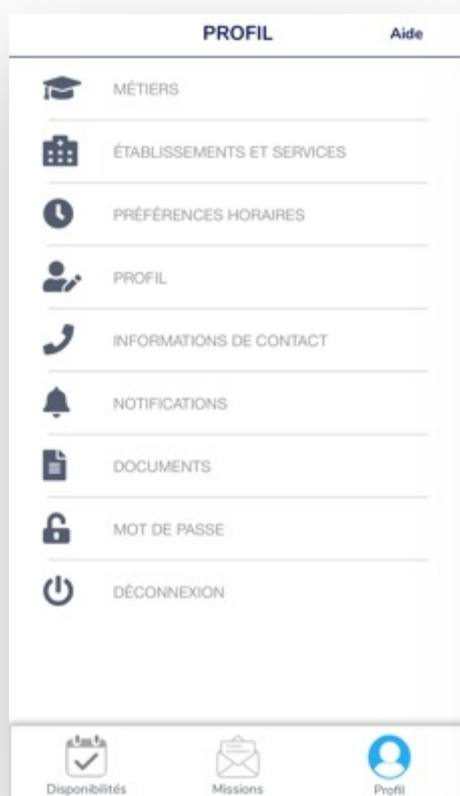 PROFIL
Aide
MÉTIERS
ÉTABLISSEMENTS ET SERVICES
PRÉFÉRENCES HORAIRES
PROFIL
INFORMATIONS DE CONTACT
NOTIFICATIONS
DOCUMENTS
MOT DE PASSE
DÉCONNEXION
Disponibilités
Missions
Profil